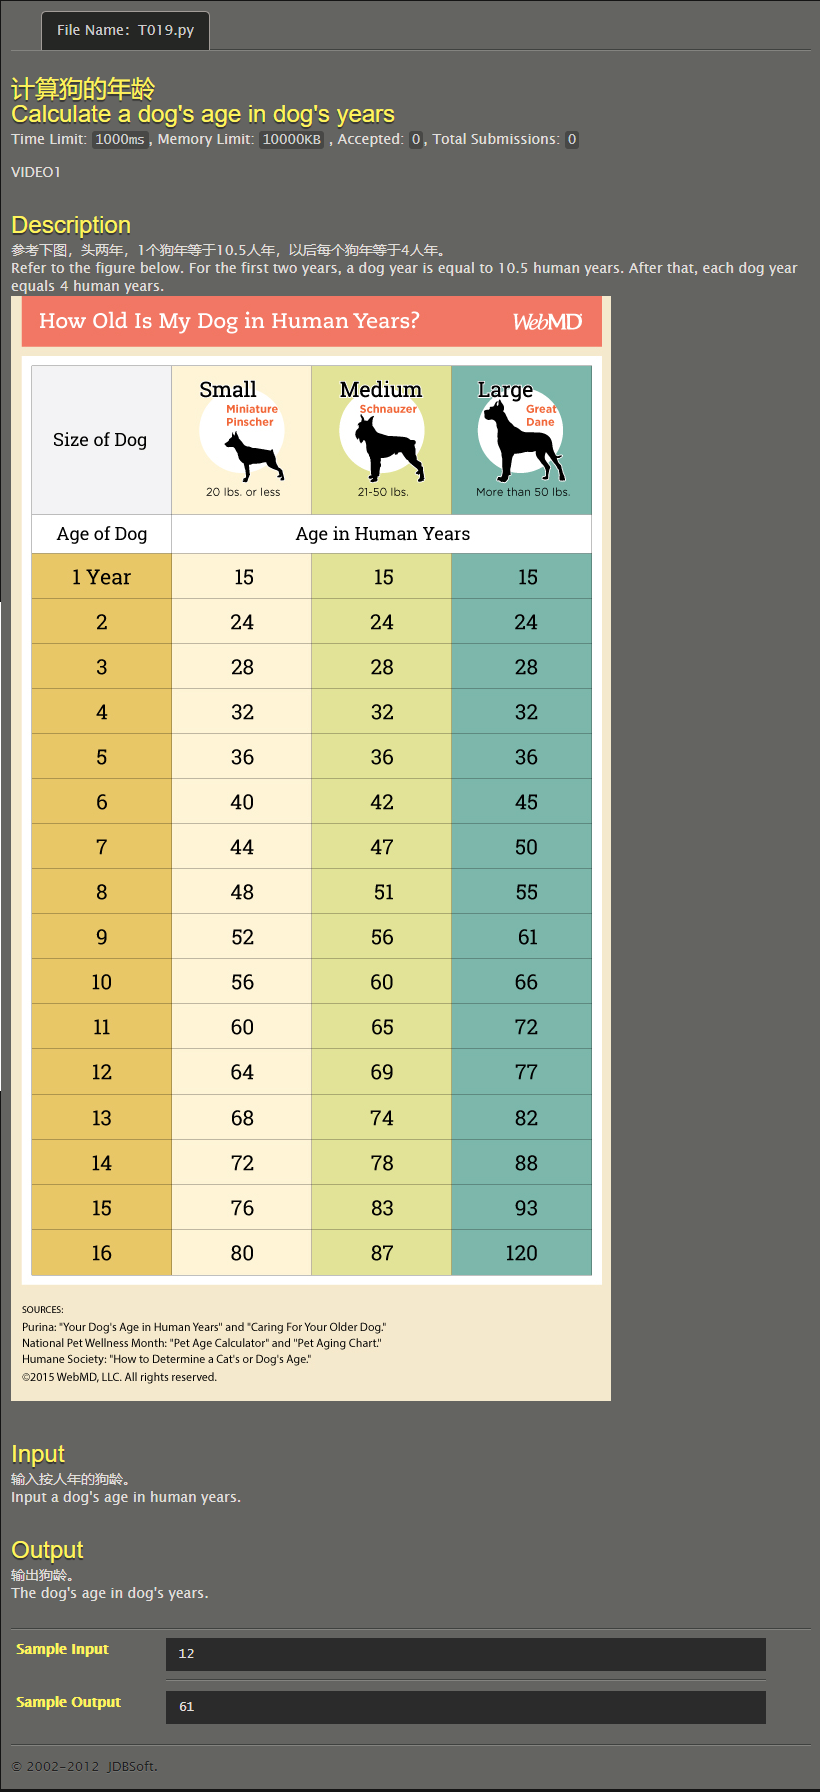 File Name：T019.py
计算狗的年龄
Calculate a dog's age in dog's years
Time Limit: 1000ms, Memory Limit: 10000KB , Accepted: 0, Total Submissions: 0
VIDEO1
Description
参考下图，头两年，1个狗年等于10.5人年，以后每个狗年等于4人年。
Refer to the figure below. For the first two years, a dog year is equal to 10.5 human years. After that, each dog year
equals 4 human years.
How Old Is My Dog in Human Years? WebMD
Size of Dog
Small
Miniature
Pinscher
20 lbs. or less
Medium
Schnauzer
21-50 lbs.
Large
Great
Dane
More than 50 lbs.
Age of Dog Age in Human Years
1 Year 15 15 15
2 24 24 24
3 28 28 28
4 32 32 32
5 36 36 36
6 40 42 45
7 44 47 50
8 48 51 55
9 52 56 61
10 56 60 66
11 60 65 72
12 64 69 77
13 68 74 82
14 72 78 88
15 76 83 93
16 80 87 120
SOURCES:
Purina: "Your Dog's Age in Human Years" and "Caring For Your Older Dog."
National Pet Wellness Month: "Pet Age Calculator" and "Pet Aging Chart."
Humane Society: "How to Determine a Cat's or Dog's Age."
©2015 WebMD, LLC. All rights reserved.
Input
输入按人年的狗龄。
Input a dog's age in human years.
Output
输出狗龄。
The dog's age in dog's years.
Sample Input 12
Sample Output 61
© 2002-2012 JDBSoft.